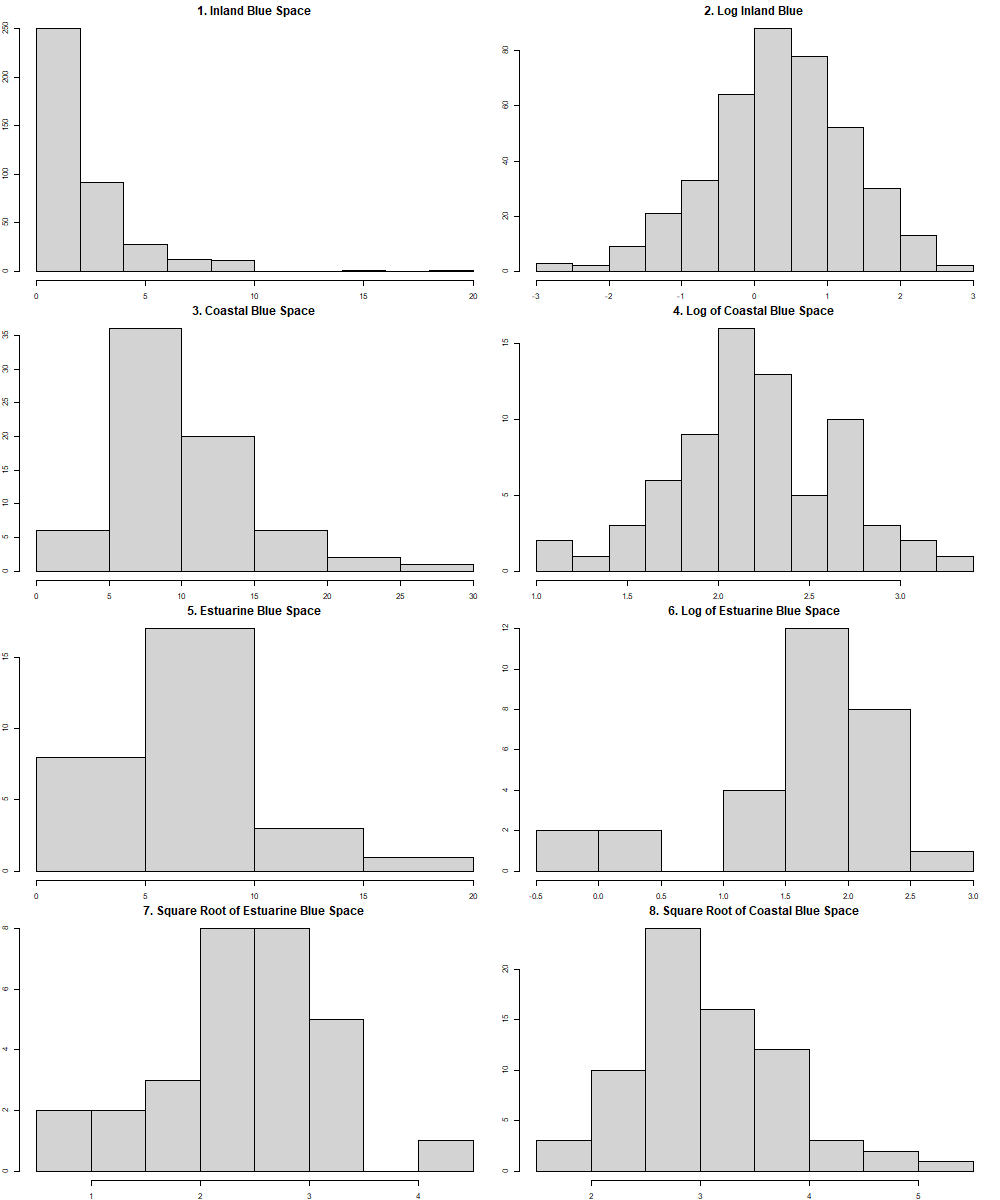 1. Inland Blue Space
0 50 100 150 200 250
0 5 10 15 20
2. Log Inland Blue
0 20 40 60 80
-3 -2 -1 0 1 2 3
3. Coastal Blue Space
0 5 10 15 20 25 30 35
0 5 10 15 20 25 30
4. Log of Coastal Blue Space
0 5 10 15
1.0 1.5 2.0 2.5 3.0
5. Estuarine Blue Space
0 5 10 15
0 5 10 15 20
6. Log of Estuarine Blue Space
0 2 4 6 8 10 12
-0.5 0.0 0.5 1.0 1.5 2.0 2.5 3.0
7. Square Root of Estuarine Blue Space
0 2 4 6 8
1 2 3 4
8. Square Root of Coastal Blue Space
0 5 10 15 20
2 3 4 5